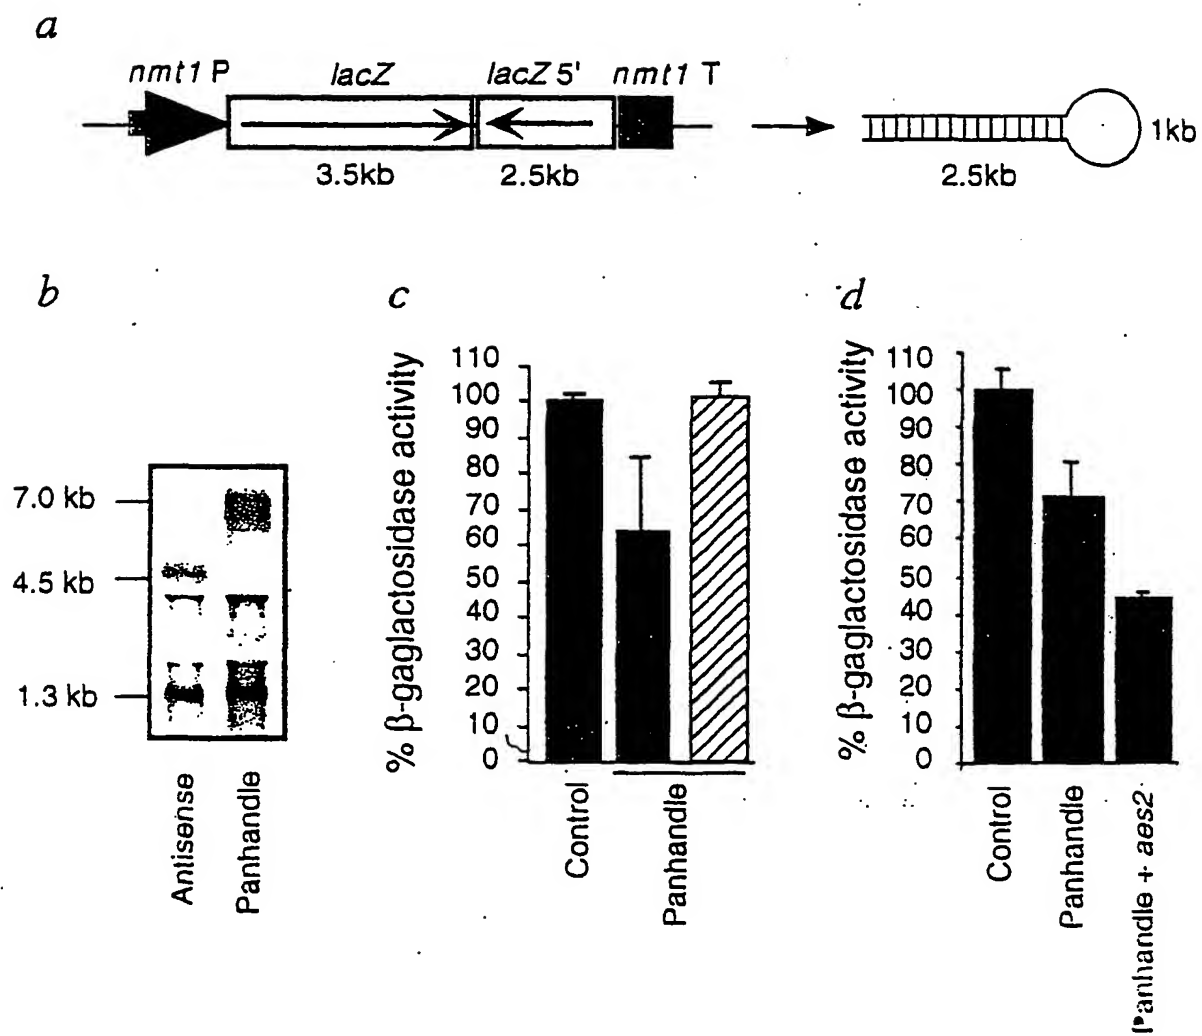 a
nmt1 P lacZ lacZ 5' nmt1 T
3.5kb 2.5kb
2.5kb
1kb
b
7.0 kb
4.5 kb
1.3 kb
Antisense
Panhandle
c
% β-gaglactosidase activity
110
100
90
80
70
60
50
40
30
20
10
0
Control
Panhandle
d
% β-gaglactosidase activity
110
100
90
80
70
60
50
40
30
20
10
0
Control
Panhandle
Panhandle + aes2